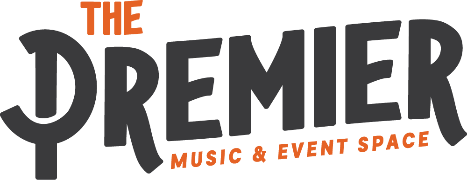 THE
PREMIER
MUSIC & EVENT SPACE